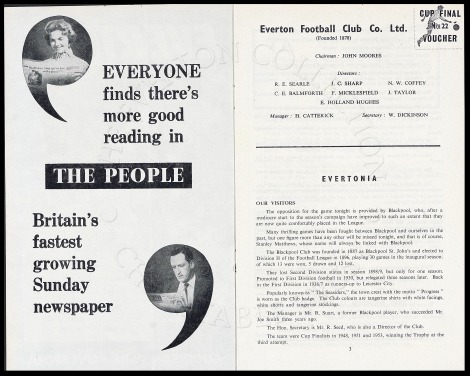 EVERYONE
finds there's
more good
reading in
THE PEOPLE
Britain's
fastest
growing
Sunday
newspaper
CUP FINAL
No 22
VOUCHER
Everton Football Club Co. Ltd.
(Founded 1878)
Chairman : JOHN MOORES
Directors :
R. E. SEARLE J. C. SHARP N. W. COFFEY
C. E. BALMFORTH F. MICKLESFIELD J. TAYLOR
E. HOLLAND HUGHES
Manager : H. CATTERICK Secretary : W. DICKINSON
EVERTONIA
OUR VISITORS
The opposition for the game tonight is provided by Blackpool, who, after a
mediocre start to the season's campaign have improved to such an extent that they
are now quite comfortably placed in the League.
Many thrilling games have been fought between Blackpool and ourselves in the
past, but one figure more than any other will be missed tonight, and that is of course,
Stanley Matthews, whose name will always be linked with Blackpool.
The Blackpool Club was founded in as Blackpool St. John's and elected to
Division II of the Football League in 1896, playing 30 games in the inaugural season,
of which 13 were won, 5 drawn and 12 lost.
They lost Second Division status in season 1898/9, but only for one season.
Promoted to First Division football in 1930, but relegated three seasons later. Back
in the First Division in 1936/7 as runners-up to Leicester City.
Popularly known as " The Seasiders," the town crest with the motto " Progress "
is worn as the Club badge. The Club colours are tangerine shirts with white facings,
white shorts and tangerine stockings.
The Manager is Mr. R. Stuart, a former Blackpool player, who succeeded Mr.
Joe Smith three years ago.
The Hon. Secretary is Mr. R. Seed, who is also a Director of the Club.
The team were Cup Finalists in 1948, 1951 and 1953, winning the Trophy at the
third attempt.
3